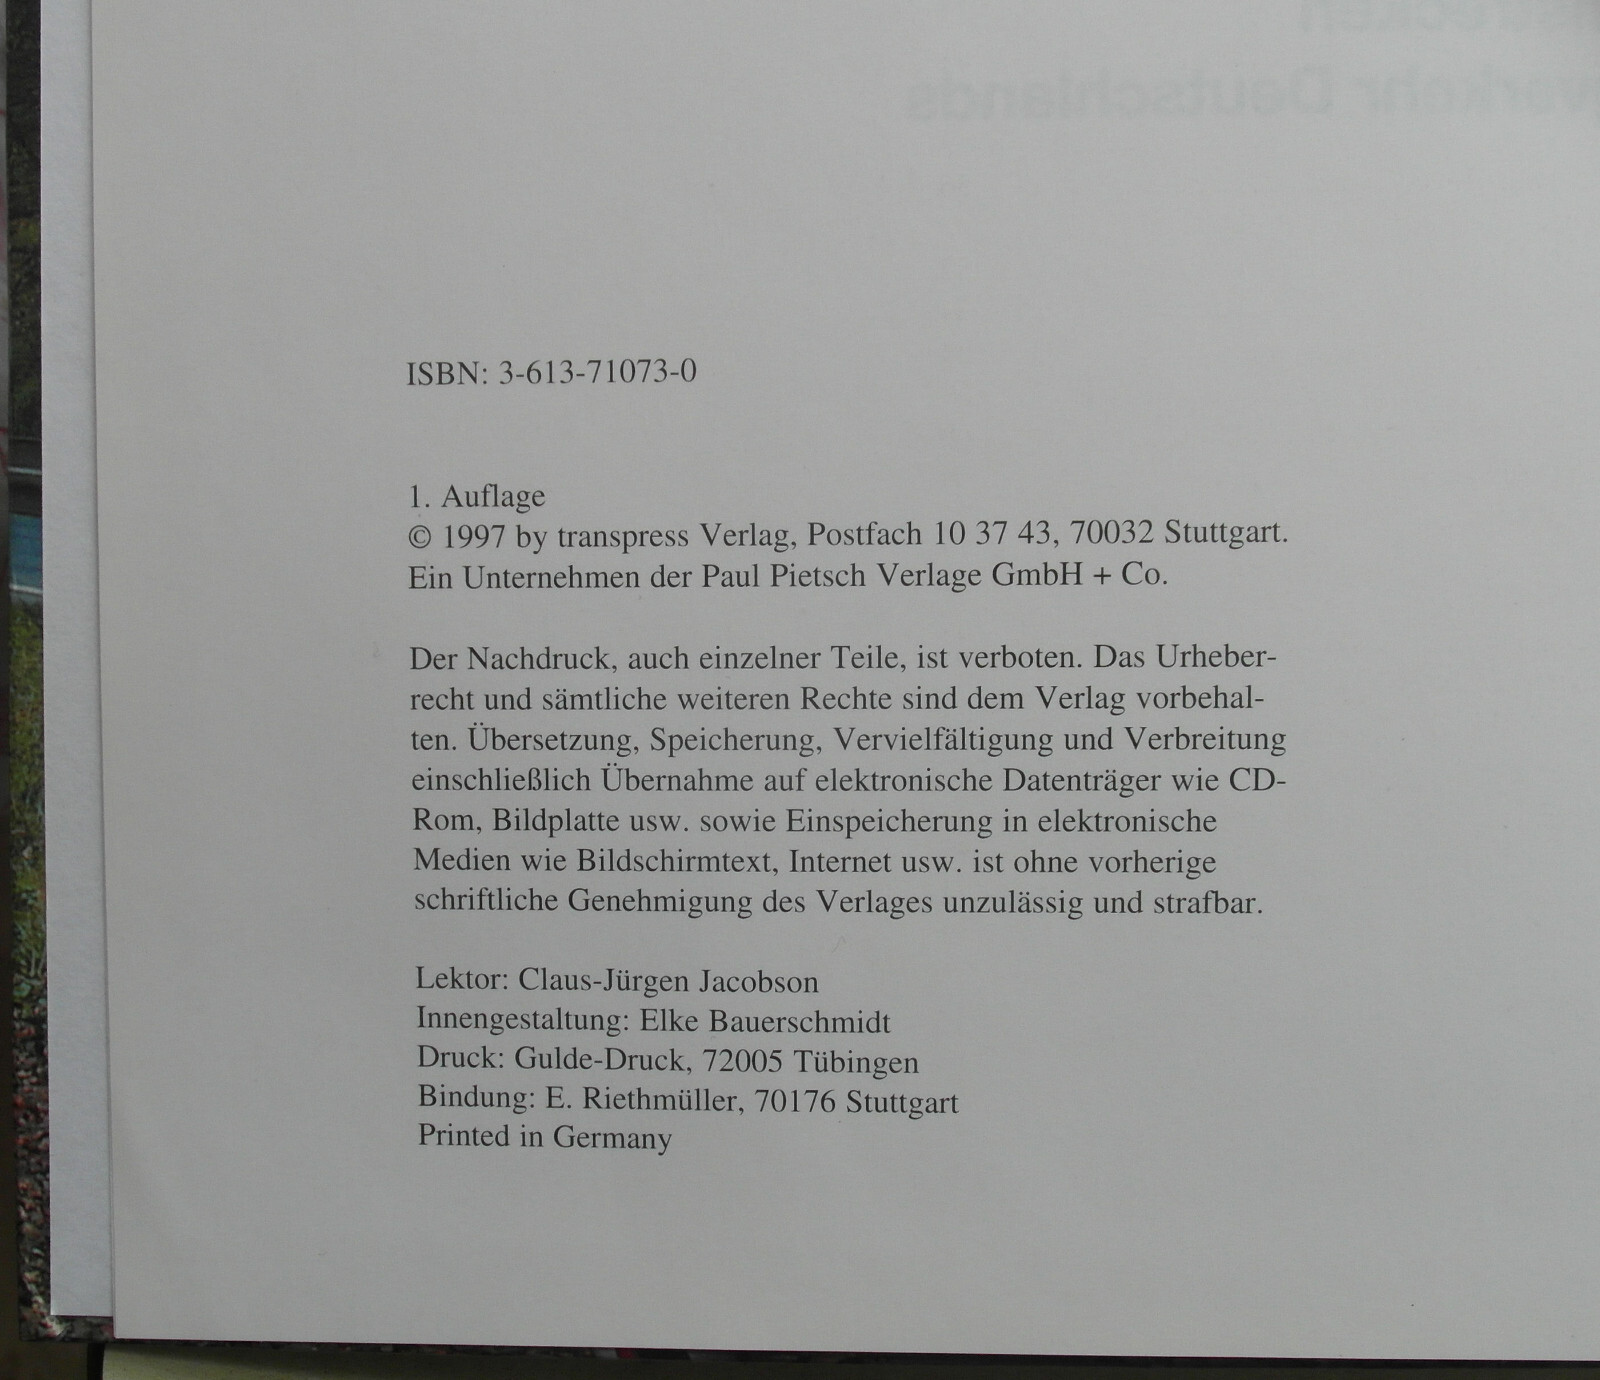 ISBN: 3-613-71073-0
1. Auflage
© 1997 by transpress Verlag, Postfach 10 37 43, 70032 Stuttgart.
Ein Unternehmen der Paul Pietsch Verlage GmbH + Co.
Der Nachdruck, auch einzelner Teile, ist verboten. Das Urheber-
recht und sämtliche weiteren Rechte sind dem Verlag vorbehal-
ten. Übersetzung, Speicherung, Vervielfältigung und Verbreitung
einschließlich Übernahme auf elektronische Datenträger wie CD-
Rom, Bildplatte usw. sowie Einspeicherung in elektronische
Medien wie Bildschirmtext, Internet usw. ist ohne vorherige
schriftliche Genehmigung des Verlages unzulässig und strafbar.
Lektor: Claus-Jürgen Jacobson
Innengestaltung: Elke Bauerschmidt
Druck: Gulde-Druck, 72005 Tübingen
Bindung: E. Riethmüller, 70176 Stuttgart
Printed in Germany